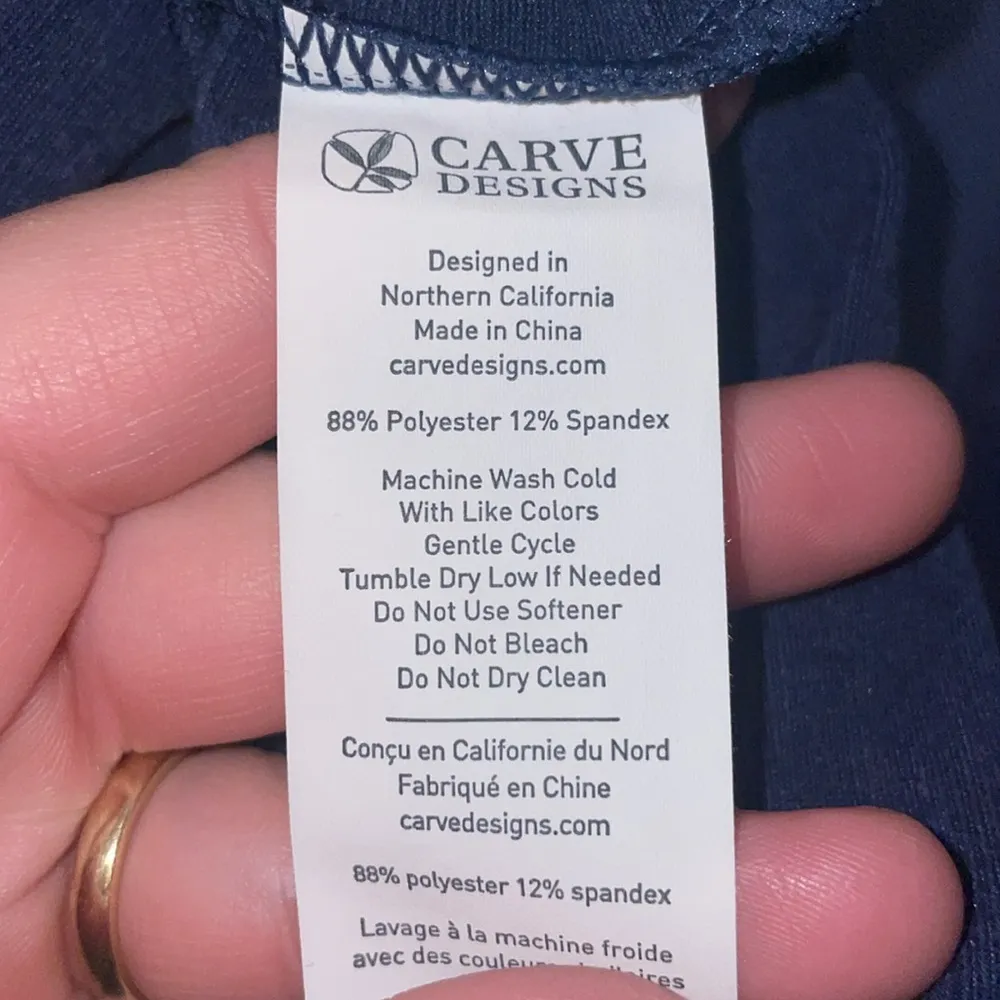 CARVE
DESIGNS
Designed in
Northern California
Made in China
carvedesigns.com
88% Polyester 12% Spandex
Machine Wash Cold
With Like Colors
Gentle Cycle
Tumble Dry Low If Needed
Do Not Use Softener
Do Not Bleach
Do Not Dry Clean
Conçu en Californie du Nord
Fabriqué en Chine
carvedesigns.com
88% polyester 12% spandex
Lavage à la machine froide
avec des